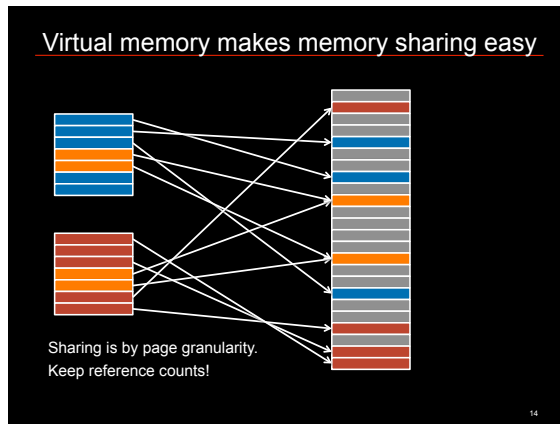 Virtual memory makes memory sharing easy
Sharing is by page granularity.
Keep reference counts!
14